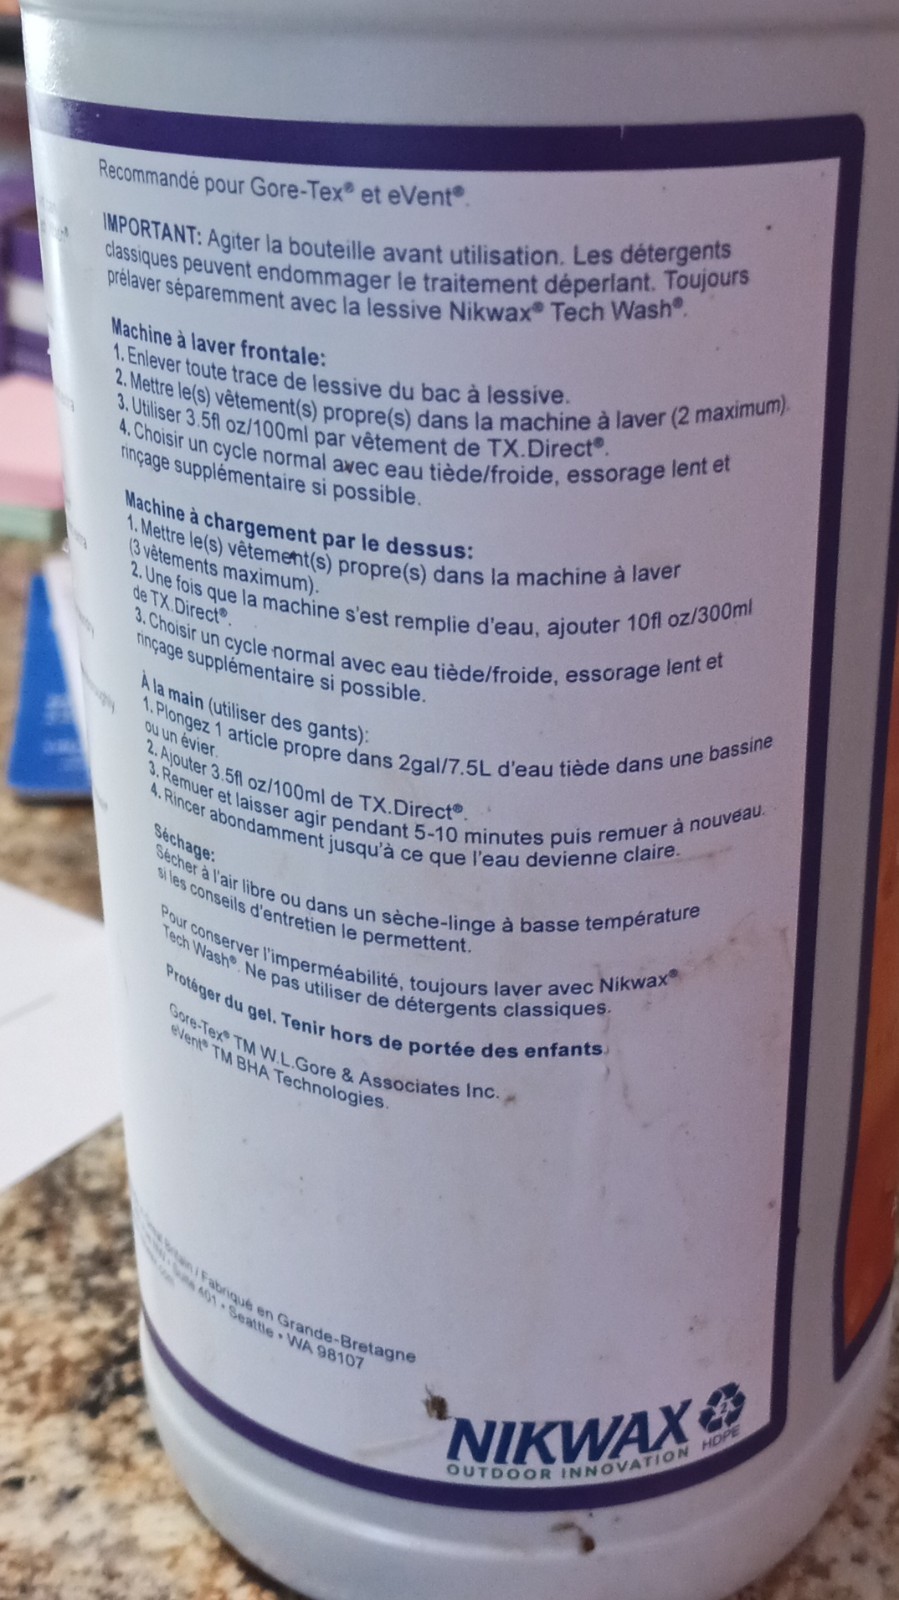 Recommandé pour Gore-Tex® et eVent®.
IMPORTANT: Agiter la bouteille avant utilisation. Les détergents
classiques peuvent endommager le traitement déperlant. Toujours
prélaver séparemment avec la lessive Nikwax® Tech Wash®.
Machine à laver frontale:
1. Enlever toute trace de lessive du bac à lessive.
2. Mettre le(s) vêtement(s) propre(s) dans la machine à laver (2 maximum).
3. Utiliser 3.5fl oz/100ml par vêtement de TX.Direct®.
4. Choisir un cycle normal avec eau tiède/froide, essorage lent et
rinçage supplémentaire si possible.
Machine à chargement par le dessus:
1. Mettre le(s) vêtement(s) propre(s) dans la machine à laver
(3 vêtements maximum).
2. Une fois que la machine s'est remplie d'eau, ajouter 10fl oz/300ml
de TX.Direct®.
3. Choisir un cycle normal avec eau tiède/froide, essorage lent et
rinçage supplémentaire si possible.
À la main (utiliser des gants):
1. Plongez 1 article propre dans 2gal/7.5L d'eau tiède dans une bassine
ou un évier.
2. Ajouter 3.5fl oz/100ml de TX.Direct®.
3. Remuer et laisser agir pendant 5-10 minutes puis remuer à nouveau.
4. Rincer abondamment jusqu'à ce que l'eau devienne claire.
Séchage:
Sécher à l'air libre ou dans un sèche-linge à basse température
si les conseils d'entretien le permettent.
Pour conserver l'imperméabilité, toujours laver avec Nikwax®
Tech Wash®. Ne pas utiliser de détergents classiques.
Protéger du gel. Tenir hors de portée des enfants.
Gore-Tex® TM W.L.Gore & Associates Inc.
eVent® TM BHA Technologies.
Britain / Fabriqué en Grande-Bretagne
Suite 401 • Seattle • WA 98107
NIKWAX
OUTDOOR INNOVATION
2
HDPE